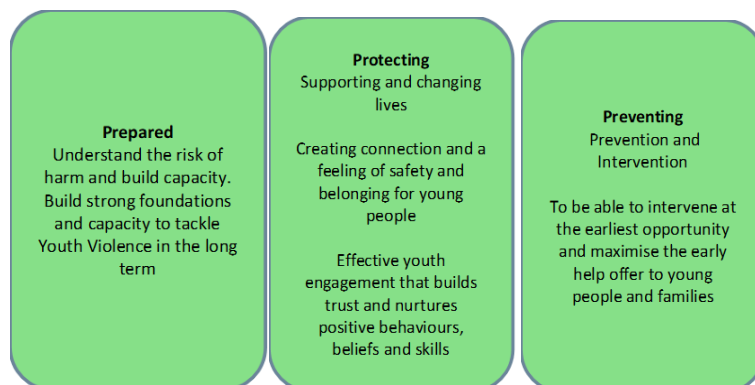 Prepared
Understand the risk of
harm and build capacity.
Build strong foundations
and capacity to tackle
Youth Violence in the long
term
Protecting
Supporting and changing
lives
Creating connection and a
feeling of safety and
belonging for young
people
Effective youth
engagement that builds
trust and nurtures
positive behaviours,
beliefs and skills
Preventing
Prevention and
Intervention
To be able to intervene at
the earliest opportunity
and maximise the early
help offer to young
people and families